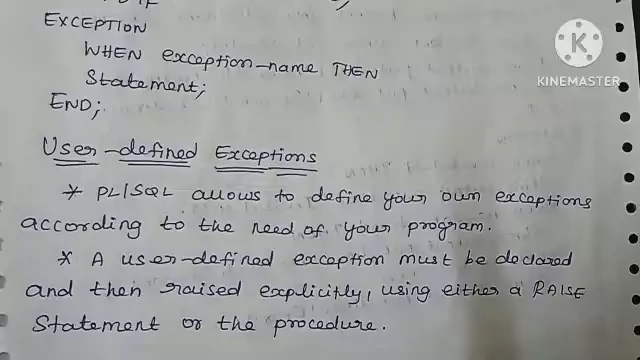 EXCEPTION
WHEN exception-name THEN
Statement;
END;
User-defined Exceptions
* PL/SQL allows to define your own exceptions
according to the need of your program.
* A user-defined exception must be declared
and then raised explicitly, using either a RAISE
Statement or the procedure.
K
KINEMASTER